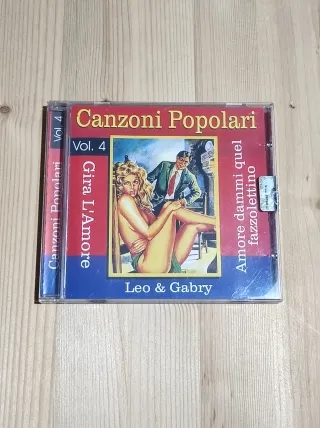 Canzoni Popolari
Vol. 4
Gira L'Amore
Amore dammi quel
fazzolettino
Leo & Gabry
Canzoni Popolari
Vol. 4